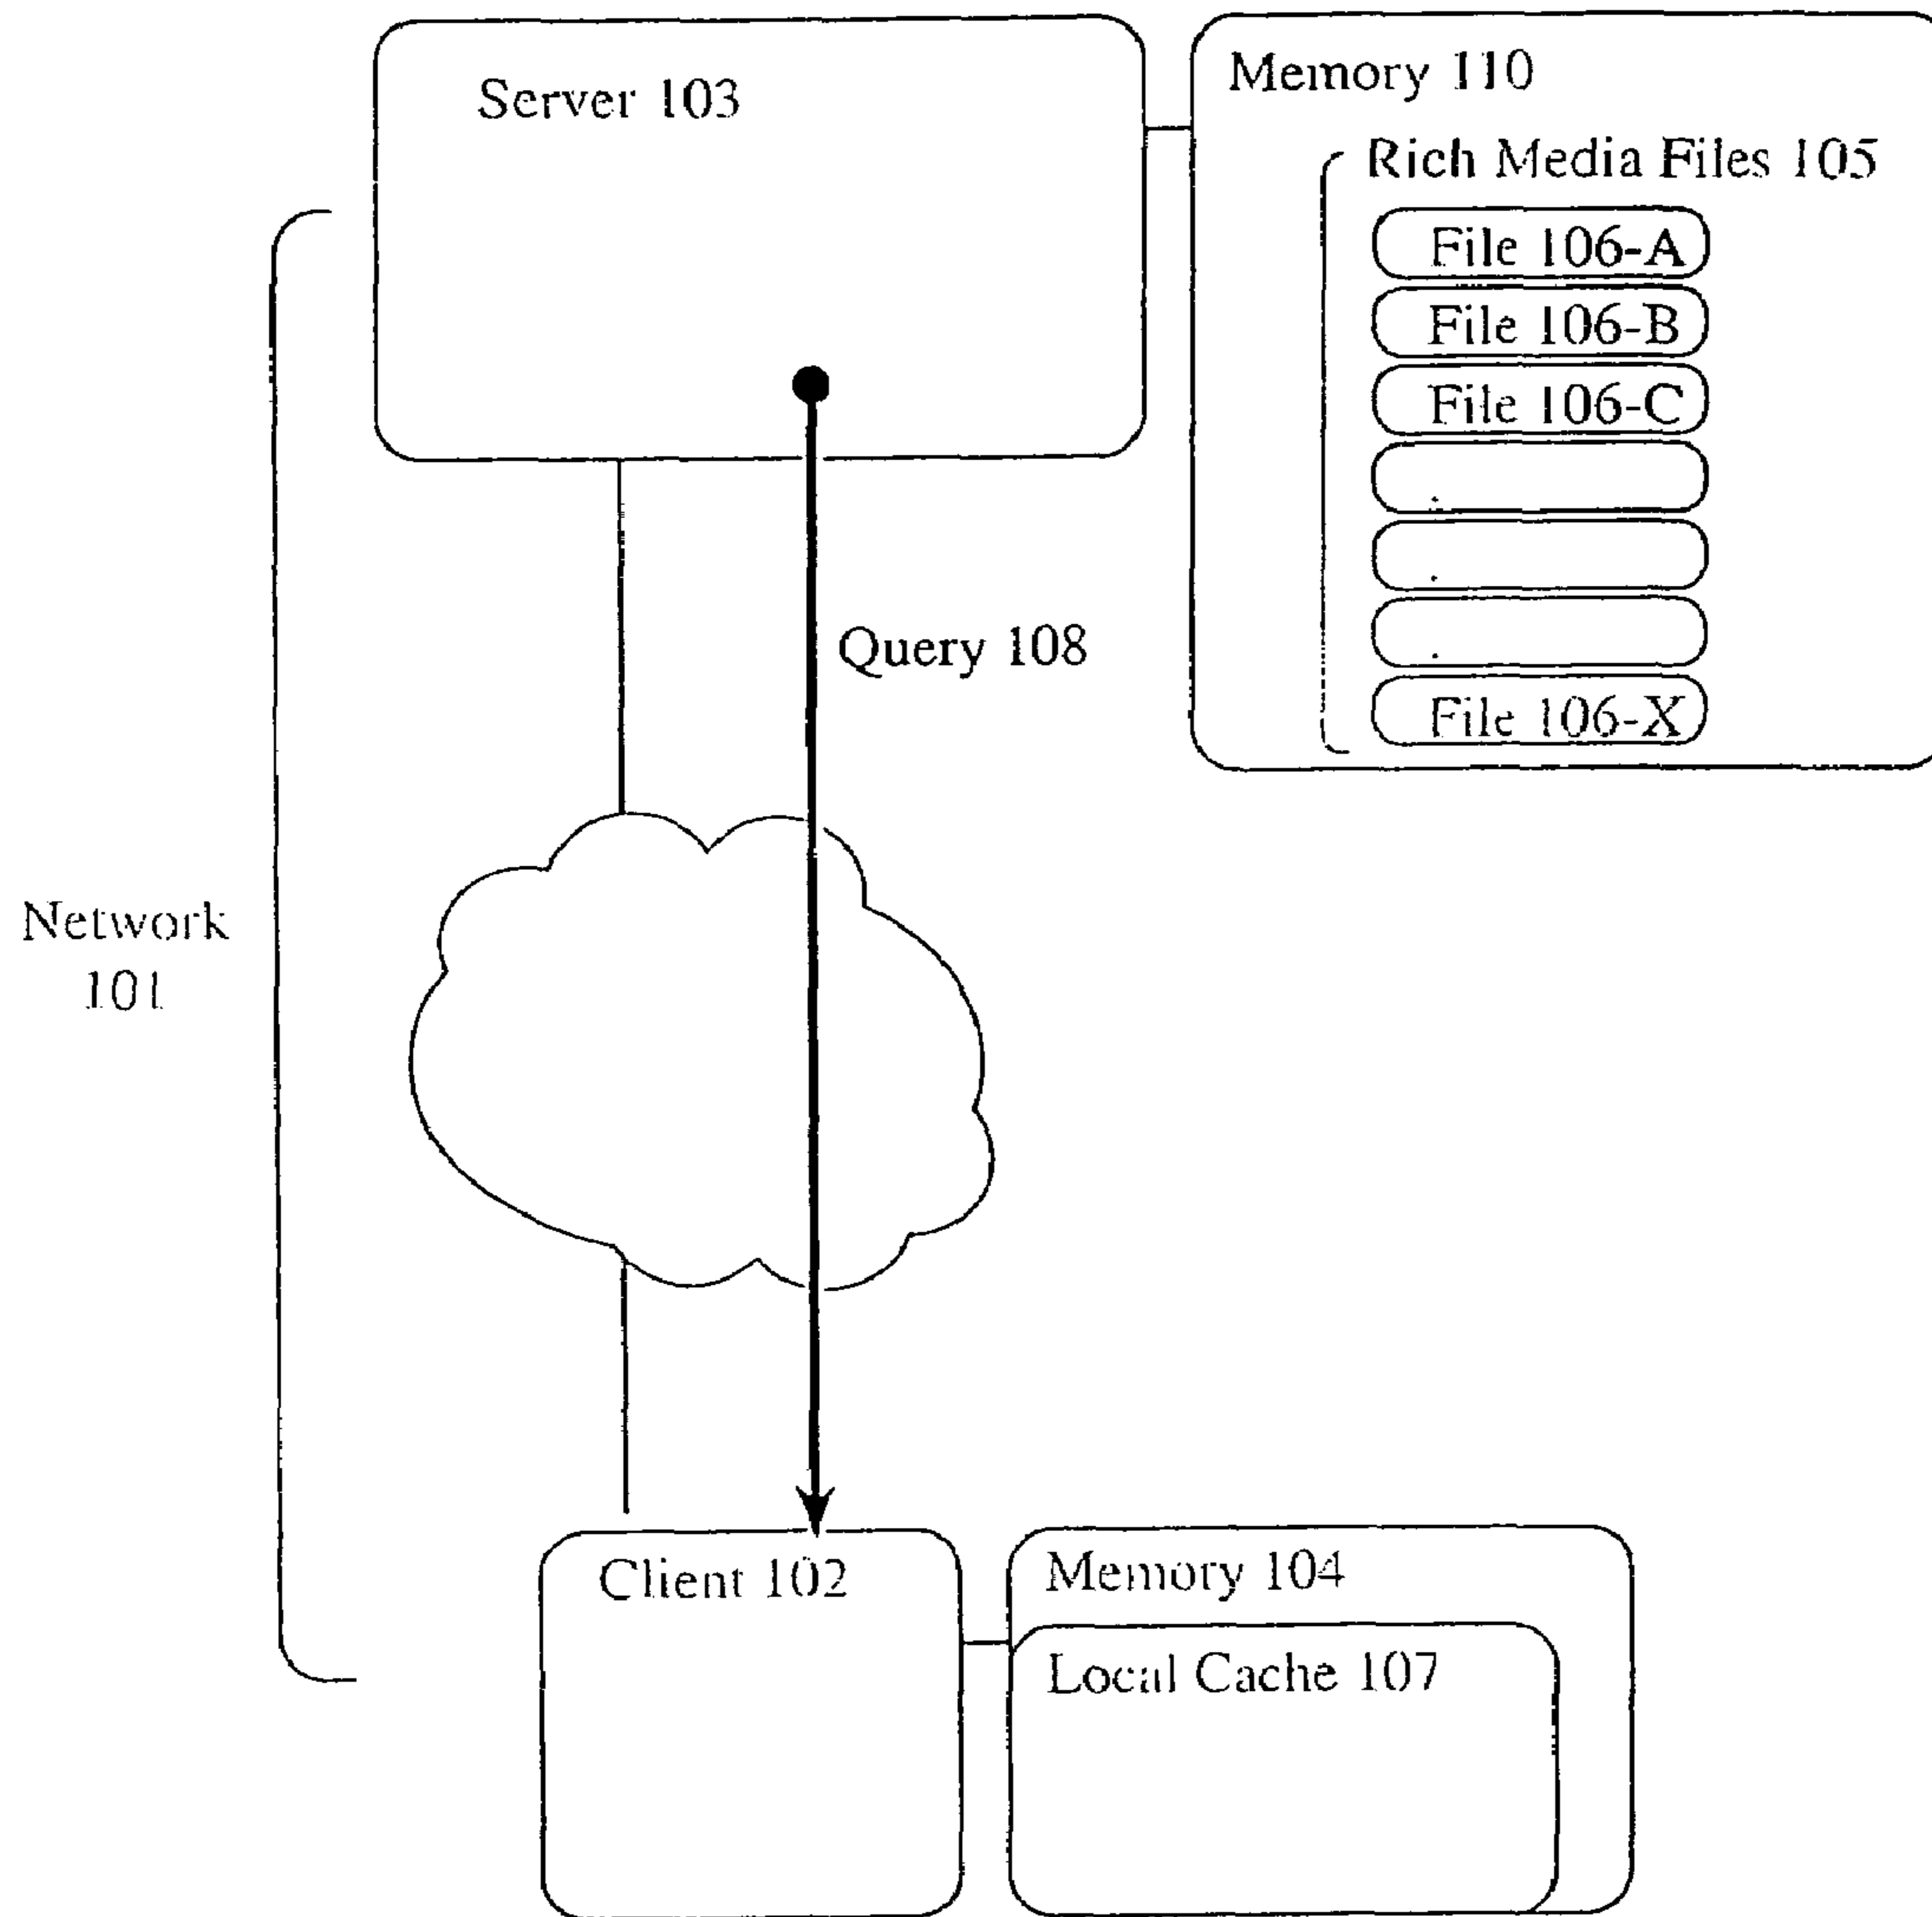 Server 103
Memory 110
Rich Media Files 105
File 106-A
File 106-B
File 106-C
.
.
.
File 106-X
Query 108
Network
101
Client 102
Memory 104
Local Cache 107